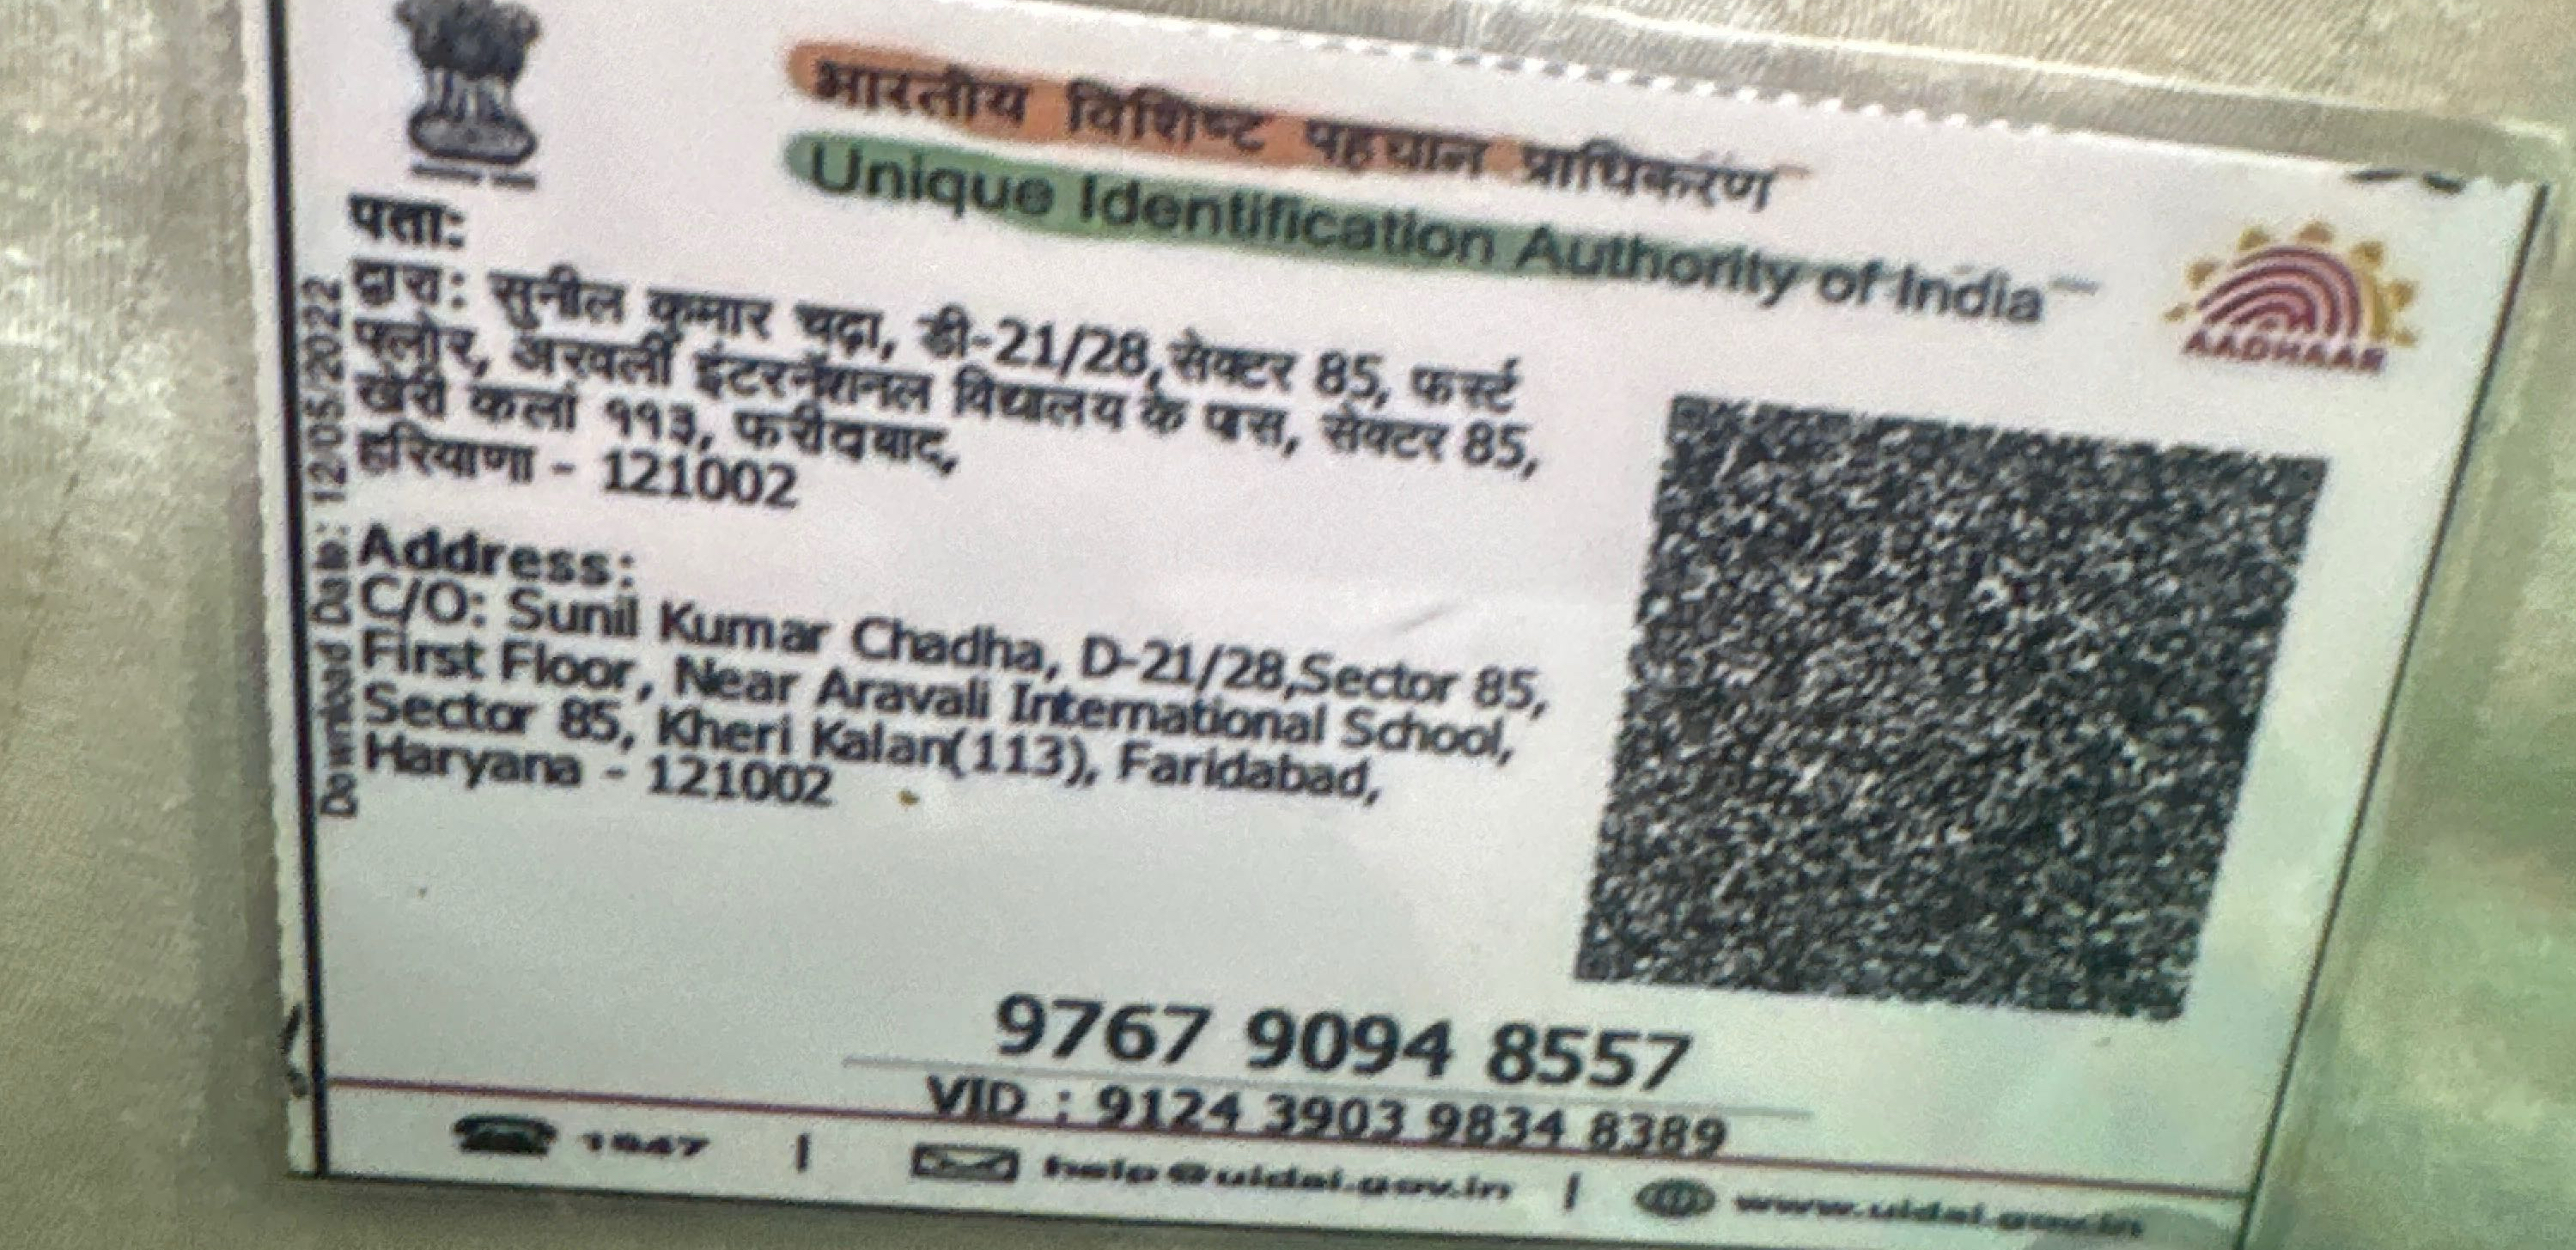 भारतीय विशिष्ट पहचान प्राधिकरण
Unique Identification Authority of India
AADHAAR
पता:
द्वारा: सुनील कुमार चढ़ा, डी-21/28,सेक्टर 85, फर्स्ट
फ्लोर, अरवली इंटरनॅशनल विद्यालय के पास, सेक्टर 85,
खेरी कलां ११३, फरीदाबाद,
हरियाणा - 121002
Address:
C/O: Sunil Kumar Chadha, D-21/28,Sector 85,
First Floor, Near Aravali International School,
Sector 85, Kheri Kalan(113), Faridabad,
Haryana - 121002
Download Date: 12/05/2022
9767 9094 8557
VID : 9124 3903 9834 8389
1947 | help@uidai.gov.in | www.uidai.gov.in